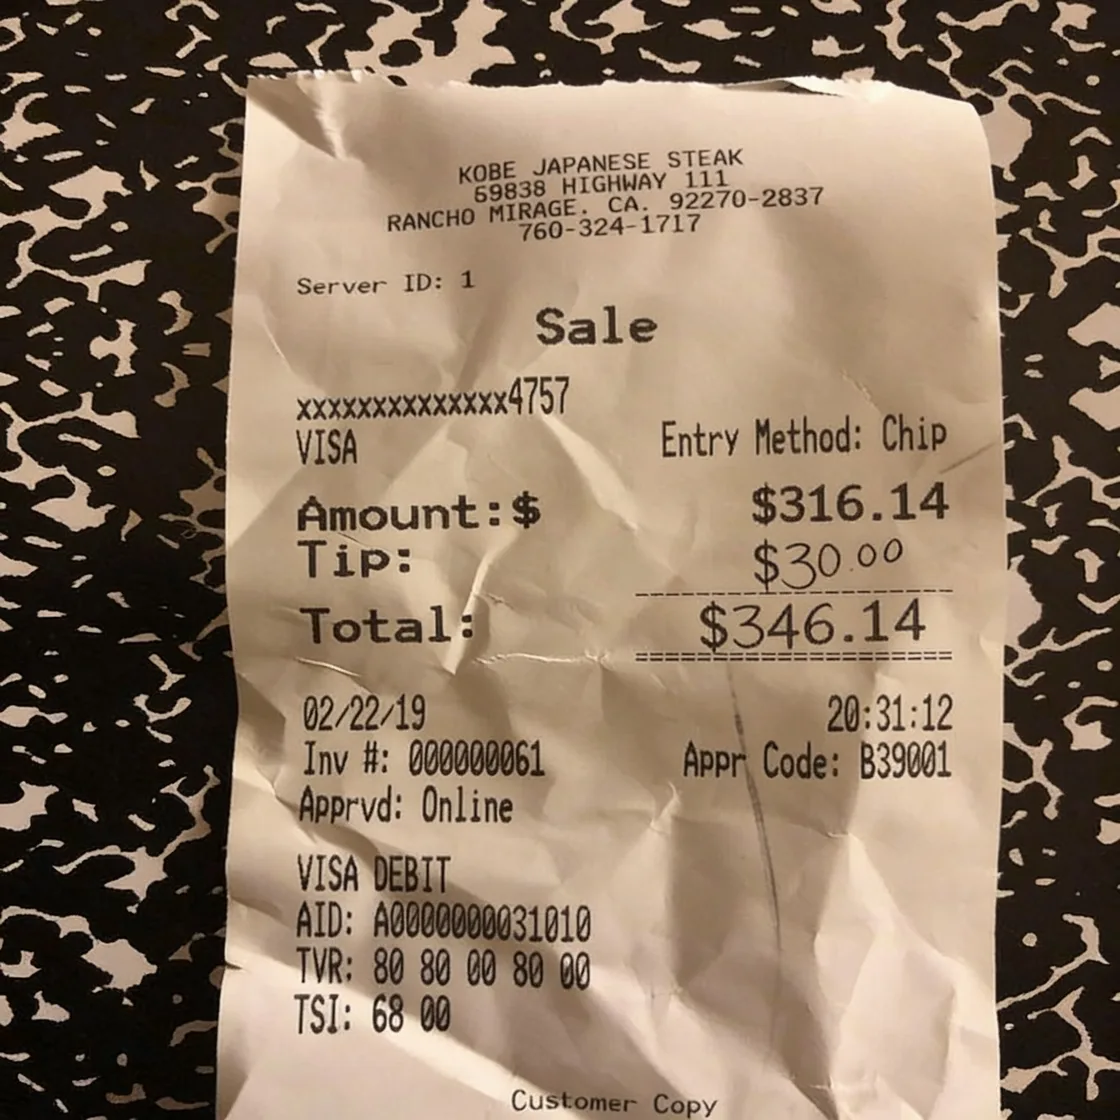 KOBE JAPANESE STEAK
69838 HIGHWAY 111
RANCHO MIRAGE, CA. 92270-2837
760-324-1717
Server ID: 1
Sale
xxxxxxxxxxxxxx4757
VISA Entry Method: Chip
Amount:$ $316.14
Tip: $30.00
Total: $346.14
02/22/19 20:31:12
Inv #: 000000061 Appr Code: B39001
Apprvd: Online
VISA DEBIT
AID: A0000000031010
TVR: 80 80 00 80 00
TSI: 68 00
Customer Copy